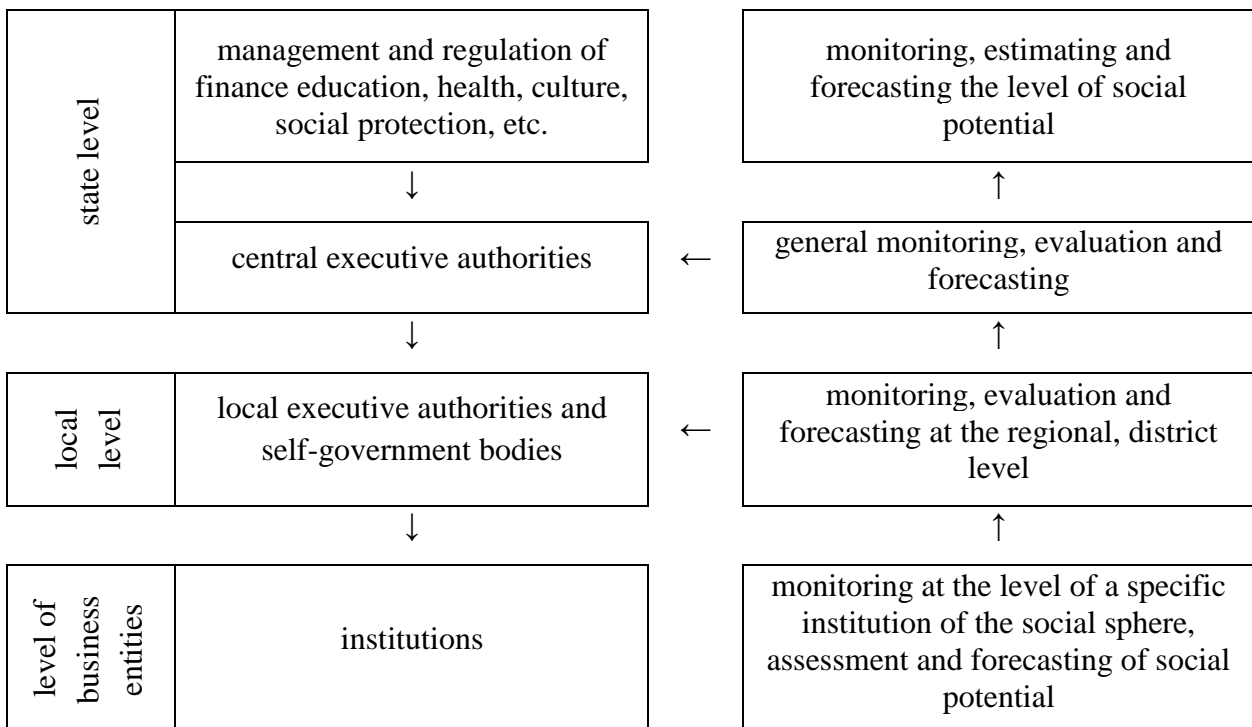 state level
management and regulation of
finance education, health, culture,
social protection, etc.
monitoring, estimating and
forecasting the level of social
potential
↓
↑
central executive authorities
←
general monitoring, evaluation and
forecasting
↓
↑
local
level
local executive authorities and
self-government bodies
←
monitoring, evaluation and
forecasting at the regional, district
level
↓
↑
level of
business
entities
institutions
monitoring at the level of a specific
institution of the social sphere,
assessment and forecasting of social
potential